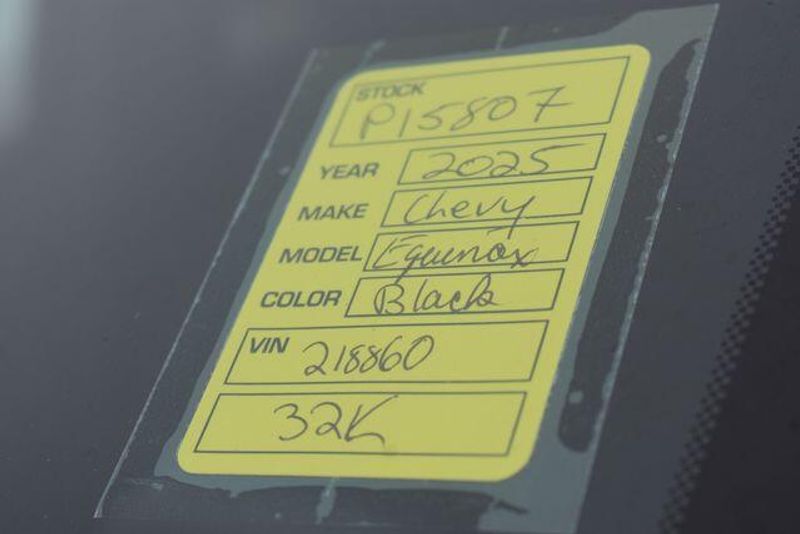 STOCK
P15807
YEAR 2025
MAKE Chevy
MODEL Equinox
COLOR Black
VIN 218860
32K